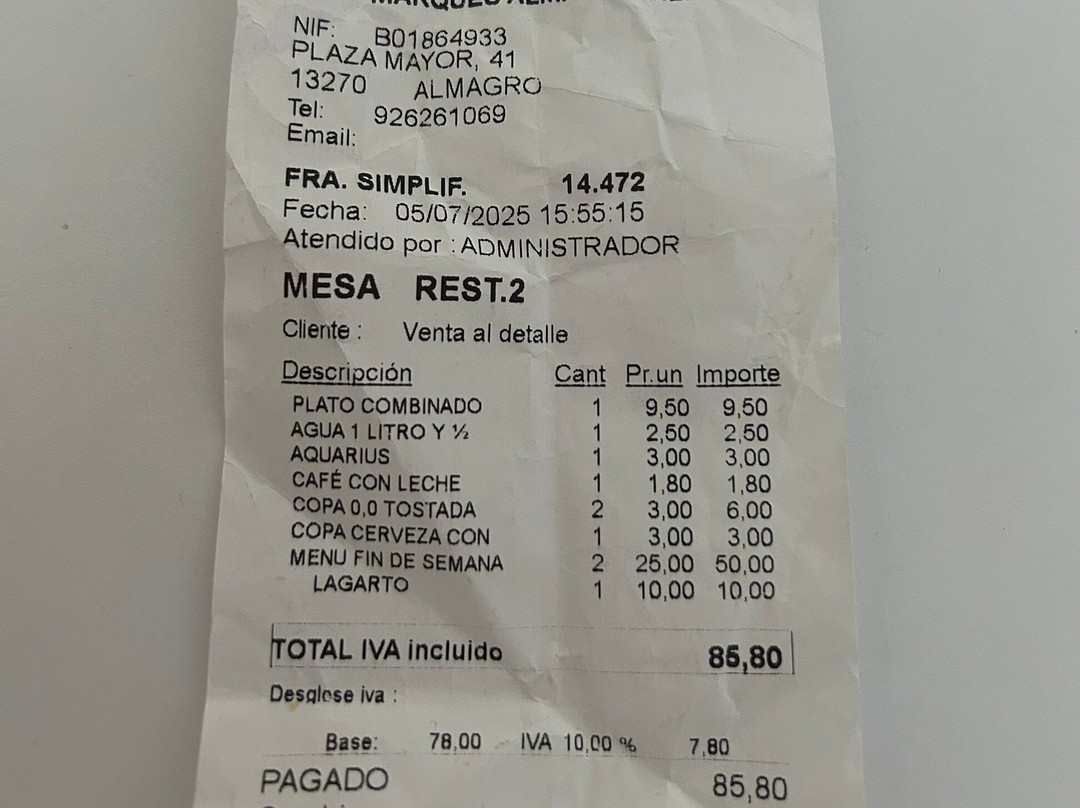 NIF: B01864933
PLAZA MAYOR, 41
13270 ALMAGRO
Tel: 926261069
Email:
FRA. SIMPLIF. 14.472
Fecha: 05/07/2025 15:55:15
Atendido por : ADMINISTRADOR
MESA REST.2
Cliente : Venta al detalle
Descripción Cant Pr.un Importe
PLATO COMBINADO 1 9,50 9,50
AGUA 1 LITRO Y ½ 1 2,50 2,50
AQUARIUS 1 3,00 3,00
CAFÉ CON LECHE 1 1,80 1,80
COPA 0,0 TOSTADA 2 3,00 6,00
COPA CERVEZA CON 1 3,00 3,00
MENU FIN DE SEMANA 2 25,00 50,00
LAGARTO 1 10,00 10,00
TOTAL IVA incluido 85,80
Desglose iva :
Base: 78,00 IVA 10,00 % 7,80
PAGADO 85,80